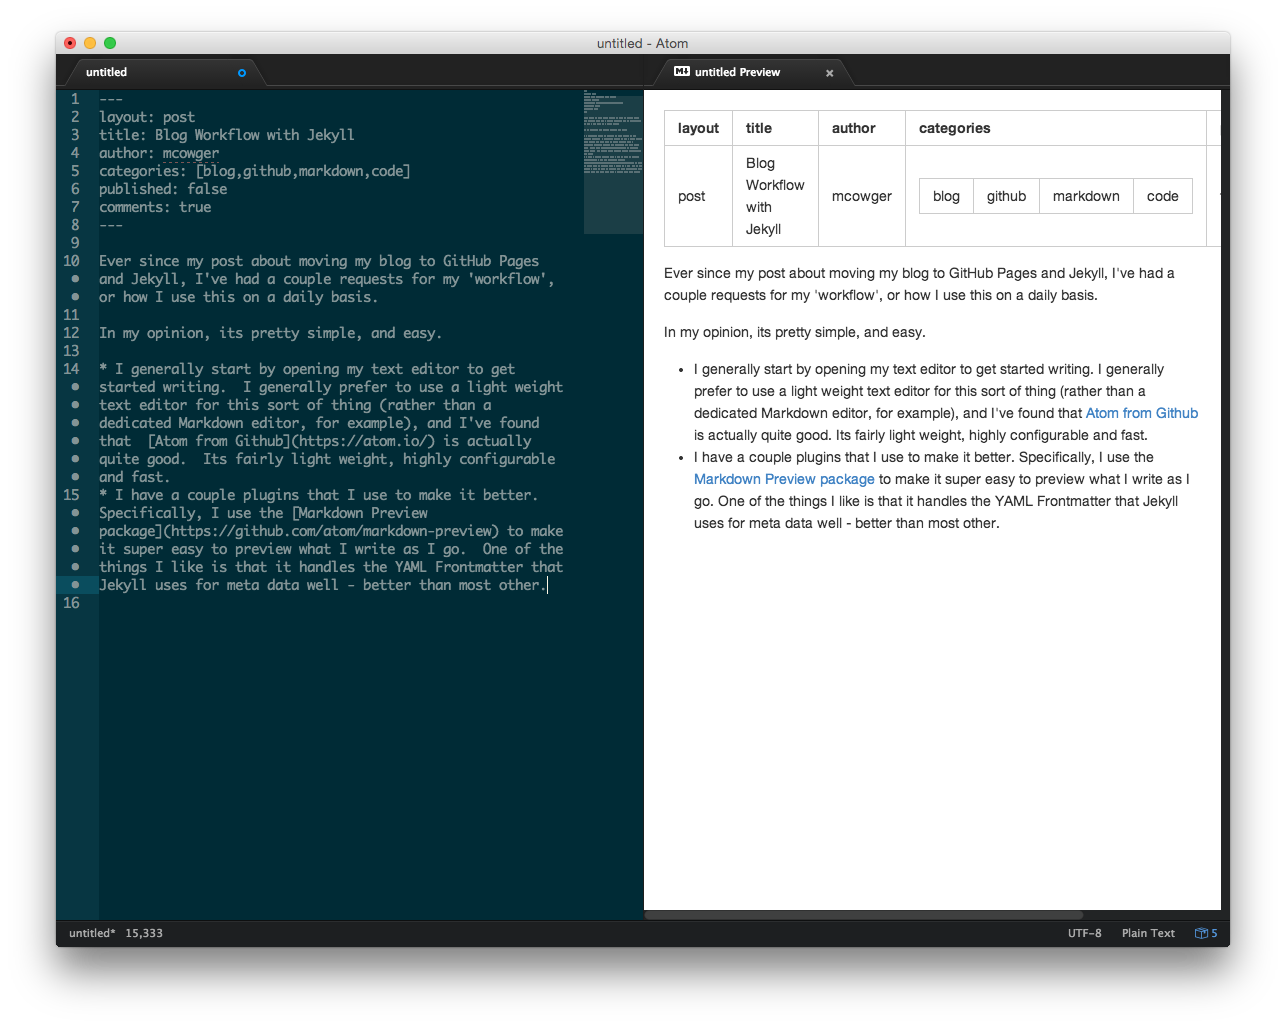 untitled - Atom
untitled
untitled Preview
1 ---
2 layout: post
3 title: Blog Workflow with Jekyll
4 author: mcowger
5 categories: [blog,github,markdown,code]
6 published: false
7 comments: true
8 ---
9
10 Ever since my post about moving my blog to GitHub Pages
• and Jekyll, I've had a couple requests for my 'workflow',
• or how I use this on a daily basis.
11
12 In my opinion, its pretty simple, and easy.
13
14 * I generally start by opening my text editor to get
• started writing.  I generally prefer to use a light weight
• text editor for this sort of thing (rather than a
• dedicated Markdown editor, for example), and I've found
• that  [Atom from Github](https://atom.io/) is actually
• quite good.  Its fairly light weight, highly configurable
• and fast.
15 * I have a couple plugins that I use to make it better.
• Specifically, I use the [Markdown Preview
• package](https://github.com/atom/markdown-preview) to make
• it super easy to preview what I write as I go.  One of the
• things I like is that it handles the YAML Frontmatter that
• Jekyll uses for meta data well - better than most other.
16
layout title author categories
post
Blog
Workflow
with
Jekyll
mcowger
blog github markdown code
Ever since my post about moving my blog to GitHub Pages and Jekyll, I've had a
couple requests for my 'workflow', or how I use this on a daily basis.
In my opinion, its pretty simple, and easy.
• I generally start by opening my text editor to get started writing. I generally
prefer to use a light weight text editor for this sort of thing (rather than a
dedicated Markdown editor, for example), and I've found that Atom from Github
is actually quite good. Its fairly light weight, highly configurable and fast.
• I have a couple plugins that I use to make it better. Specifically, I use the
Markdown Preview package to make it super easy to preview what I write as I
go. One of the things I like is that it handles the YAML Frontmatter that Jekyll
uses for meta data well - better than most other.
untitled* 15,333
UTF-8 Plain Text 5